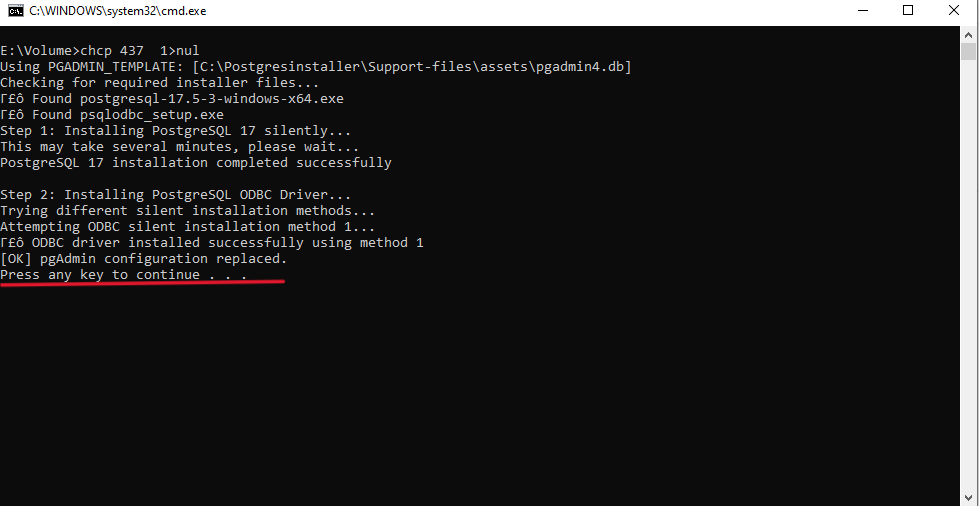 C:\WINDOWS\system32\cmd.exe
E:\Volume>chcp 437  1>nul
Using PGADMIN_TEMPLATE: [C:\Postgresinstaller\Support-files\assets\pgadmin4.db]
Checking for required installer files...
Γ£ô Found postgresql-17.5-3-windows-x64.exe
Γ£ô Found psqlodbc_setup.exe
Step 1: Installing PostgreSQL 17 silently...
This may take several minutes, please wait...
PostgreSQL 17 installation completed successfully
Step 2: Installing PostgreSQL ODBC Driver...
Trying different silent installation methods...
Attempting ODBC silent installation method 1...
Γ£ô ODBC driver installed successfully using method 1
[OK] pgAdmin configuration replaced.
Press any key to continue . . .